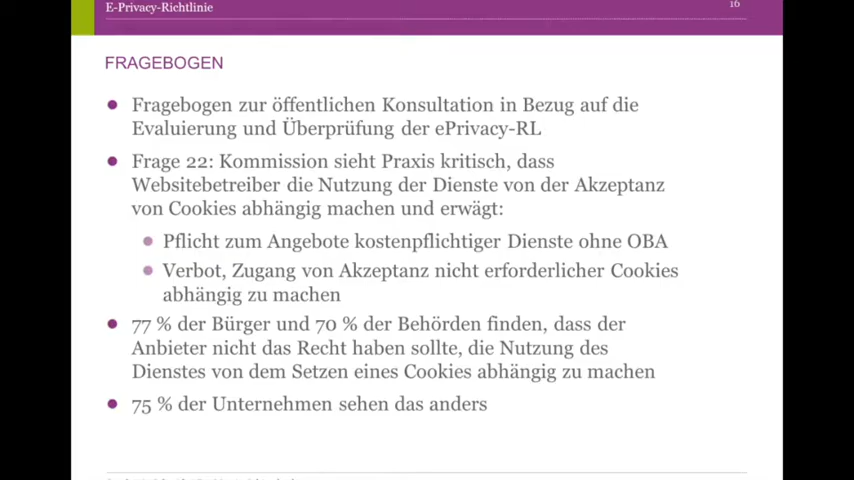 E-Privacy-Richtlinie
16
FRAGEBOGEN
Fragebogen zur öffentlichen Konsultation in Bezug auf die
Evaluierung und Überprüfung der ePrivacy-RL
Frage 22: Kommission sieht Praxis kritisch, dass
Websitebetreiber die Nutzung der Dienste von der Akzeptanz
von Cookies abhängig machen und erwägt:
Pflicht zum Angebote kostenpflichtiger Dienste ohne OBA
Verbot, Zugang von Akzeptanz nicht erforderlicher Cookies
abhängig zu machen
77 % der Bürger und 70 % der Behörden finden, dass der
Anbieter nicht das Recht haben sollte, die Nutzung des
Dienstes von dem Setzen eines Cookies abhängig zu machen
75 % der Unternehmen sehen das anders